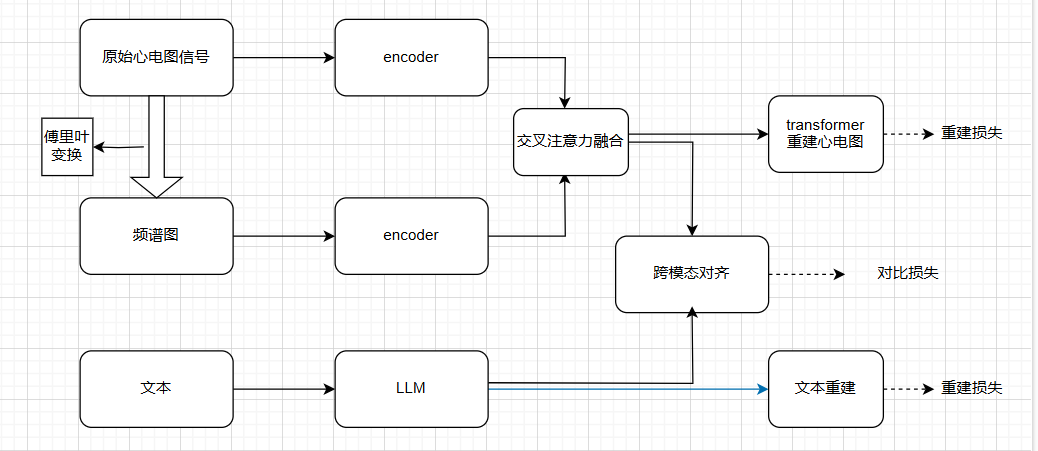 原始心电图信号
encoder
傅里叶
变换
交叉注意力融合
transformer
重建心电图
重建损失
频谱图
encoder
跨模态对齐
对比损失
文本
LLM
文本重建
重建损失